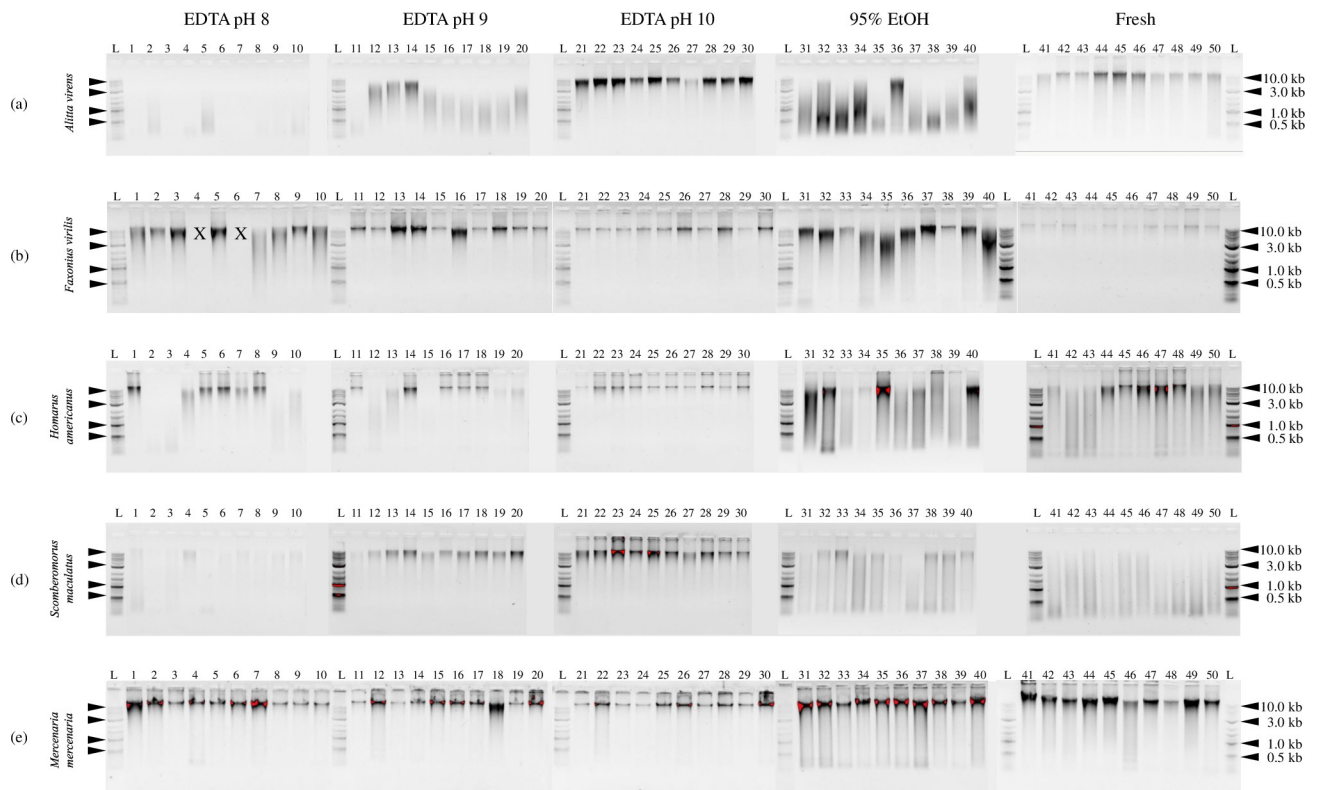 EDTA pH 8 EDTA pH 9 EDTA pH 10 95% EtOH Fresh
L 1 2 3 4 5 6 7 8 9 10 L 11 12 13 14 15 16 17 18 19 20 L 21 22 23 24 25 26 27 28 29 30 L 31 32 33 34 35 36 37 38 39 40 L 41 42 43 44 45 46 47 48 49 50 L
(a) Alitta virens
10.0 kb
3.0 kb
1.0 kb
0.5 kb
1 2 3 4 5 6 7 8 9 10 L 11 12 13 14 15 16 17 18 19 20 L 21 22 23 24 25 26 27 28 29 30 L 31 32 33 34 35 36 37 38 39 40 L 41 42 43 44 45 46 47 48 49 50 L
L
(b) Faxonius virilis
X X
10.0 kb
3.0 kb
1.0 kb
0.5 kb
L 1 2 3 4 5 6 7 8 9 10 L 11 12 13 14 15 16 17 18 19 20 L 21 22 23 24 25 26 27 28 29 30 L 31 32 33 34 35 36 37 38 39 40 L 41 42 43 44 45 46 47 48 49 50 L
(c) Homarus
americanus
10.0 kb
3.0 kb
1.0 kb
0.5 kb
L 1 2 3 4 5 6 7 8 9 10 L 11 12 13 14 15 16 17 18 19 20 L 21 22 23 24 25 26 27 28 29 30 L 31 32 33 34 35 36 37 38 39 40 L 41 42 43 44 45 46 47 48 49 50 L
(d) Scomberomorus
maculatus
10.0 kb
3.0 kb
1.0 kb
0.5 kb
L 1 2 3 4 5 6 7 8 9 10 L 11 12 13 14 15 16 17 18 19 20 L 21 22 23 24 25 26 27 28 29 30 L 31 32 33 34 35 36 37 38 39 40 L 41 42 43 44 45 46 47 48 49 50 L
(e) Mercenaria
mercenaria
10.0 kb
3.0 kb
1.0 kb
0.5 kb